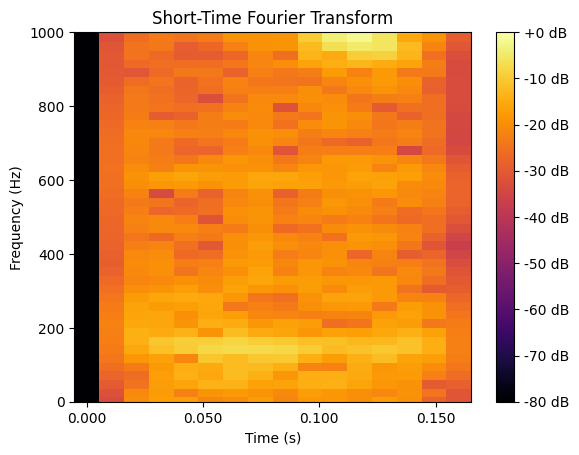 Short-Time Fourier Transform
1000
800
600
400
200
0
Frequency (Hz)
0.000
0.050
0.100
0.150
Time (s)
+0 dB
-10 dB
-20 dB
-30 dB
-40 dB
-50 dB
-60 dB
-70 dB
-80 dB